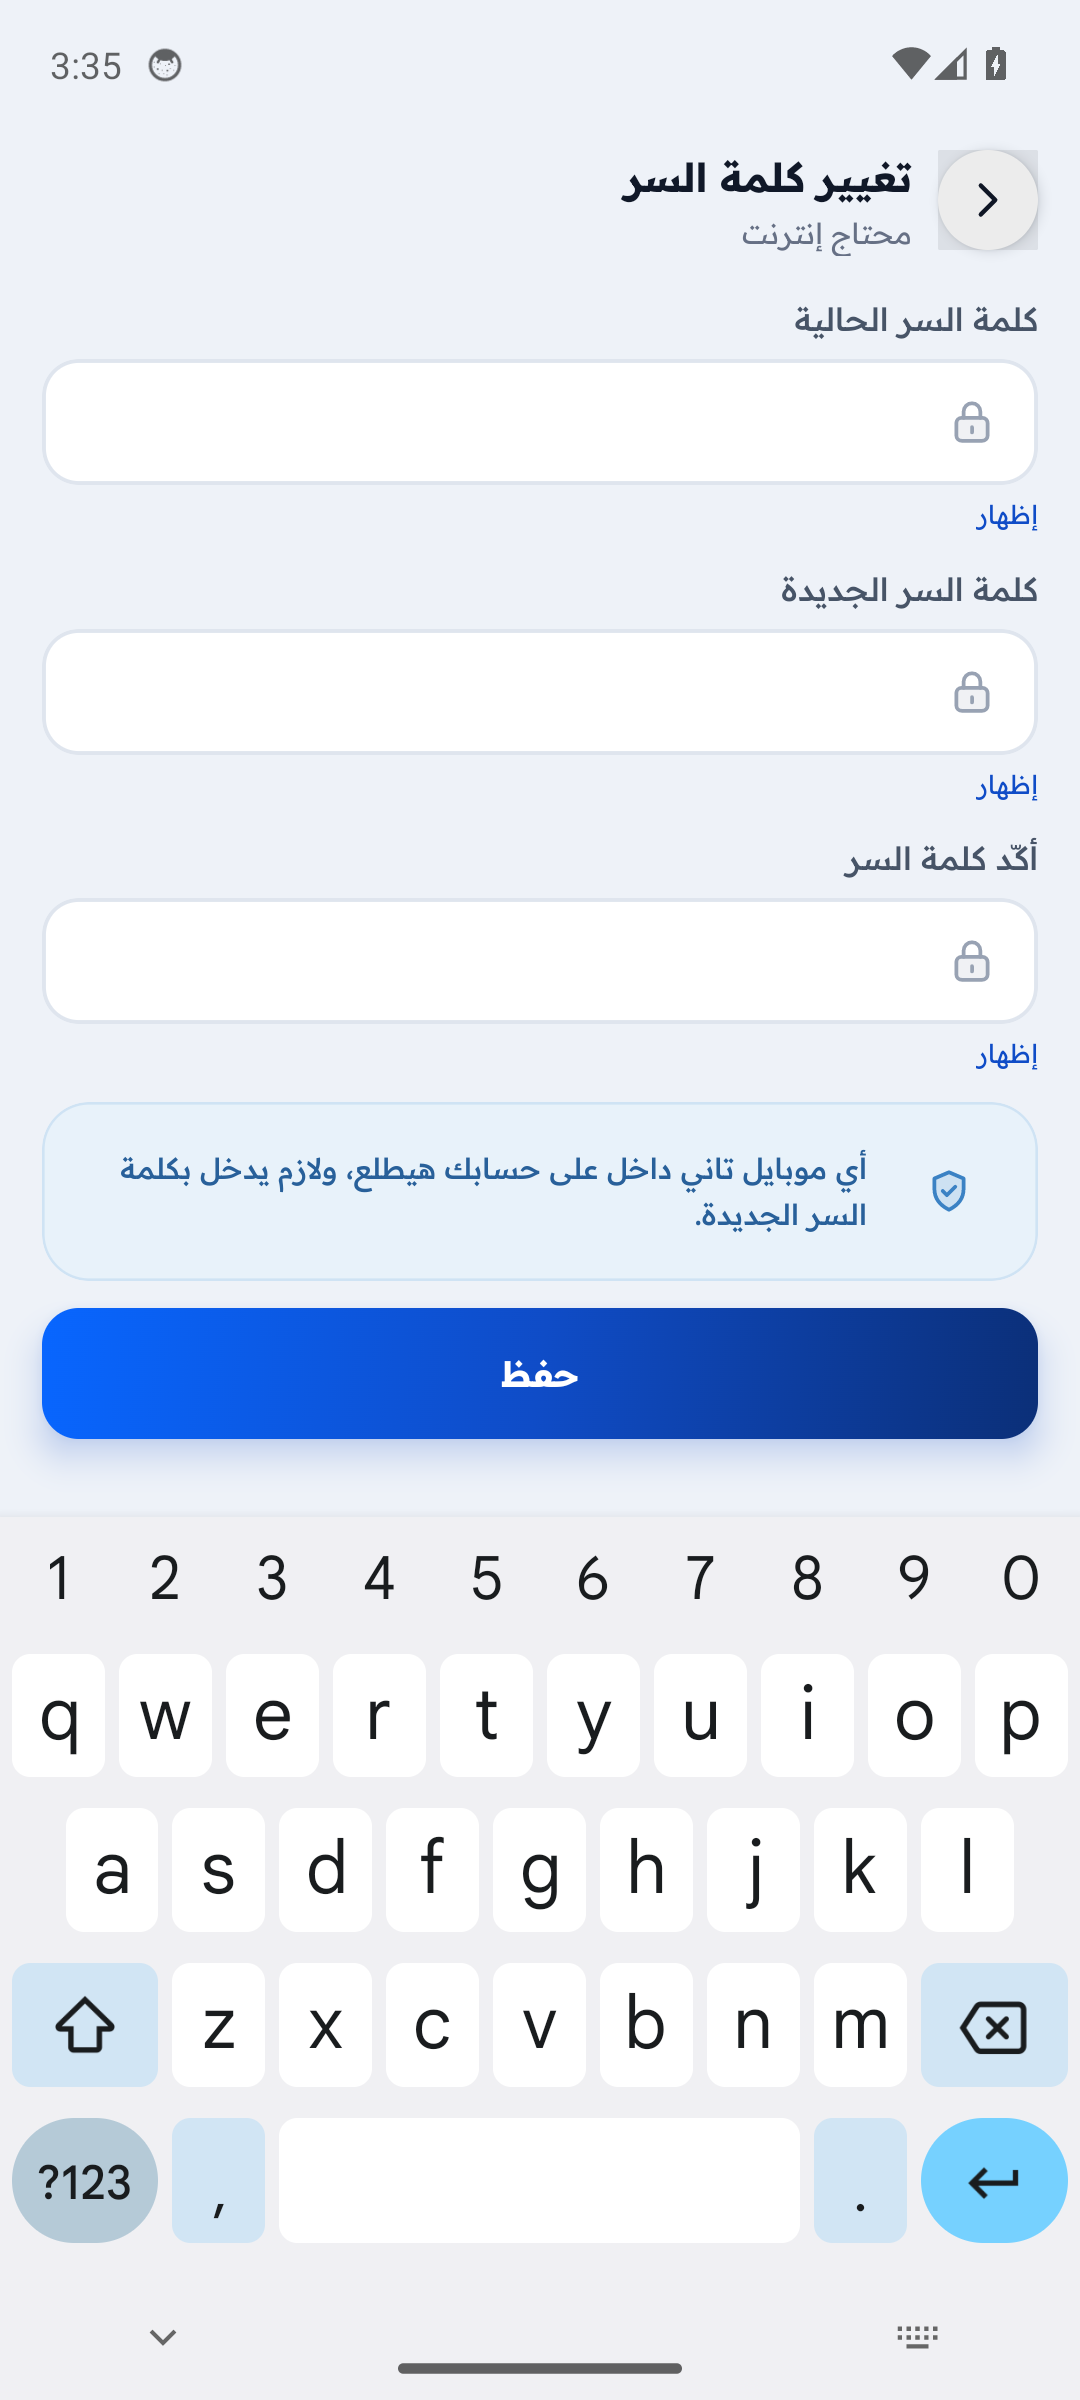 3:35
تغيير كلمة السر
محتاج إنترنت
كلمة السر الحالية
إظهار
كلمة السر الجديدة
إظهار
أكّد كلمة السر
إظهار
أي موبايل تاني داخل على حسابك هيطلع، ولازم يدخل بكلمة
السر الجديدة.
حفظ
1 2 3 4 5 6 7 8 9 0
q w e r t y u i o p
a s d f g h j k l
z x c v b n m
?123 , .